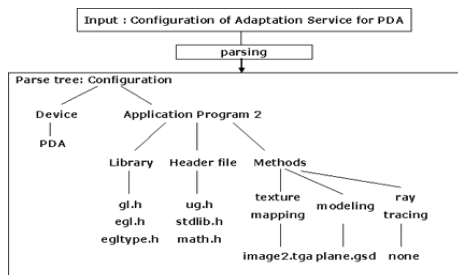 Input : Configuration of Adaptation Service for PDA
parsing
Parse tree: Configuration
Device Application Program 2
PDA
Library Header file Methods
gl.h ug.h texture modeling ray
egl.h stdlib.h mapping tracing
egltype.h math.h image2.tga plane.gsd none